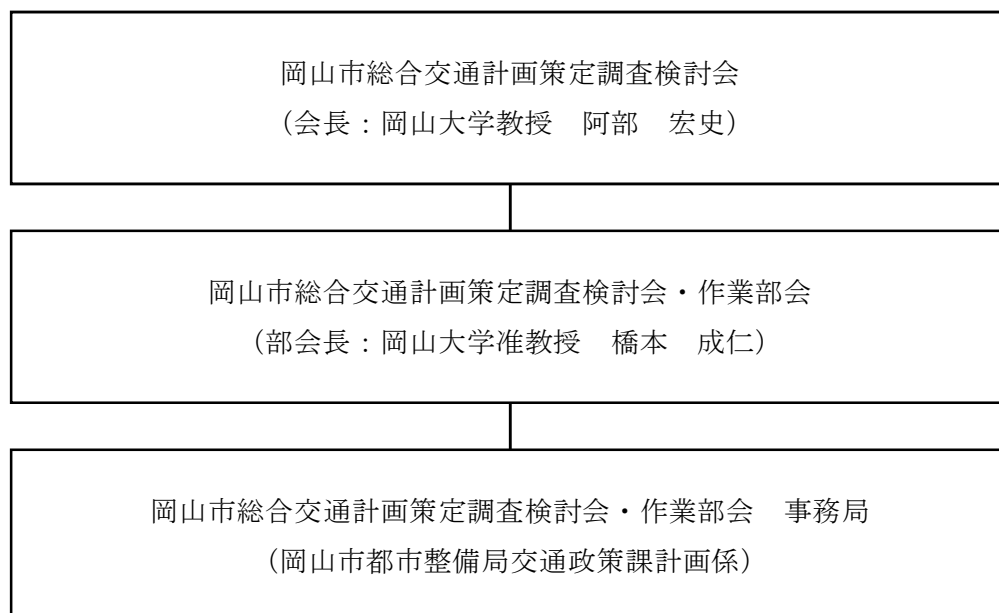 岡山市総合交通計画策定調査検討会
（会長：岡山大学教授　阿部　宏史）
岡山市総合交通計画策定調査検討会・作業部会
（部会長：岡山大学准教授　橋本　成仁）
岡山市総合交通計画策定調査検討会・作業部会　事務局
（岡山市都市整備局交通政策課計画係）